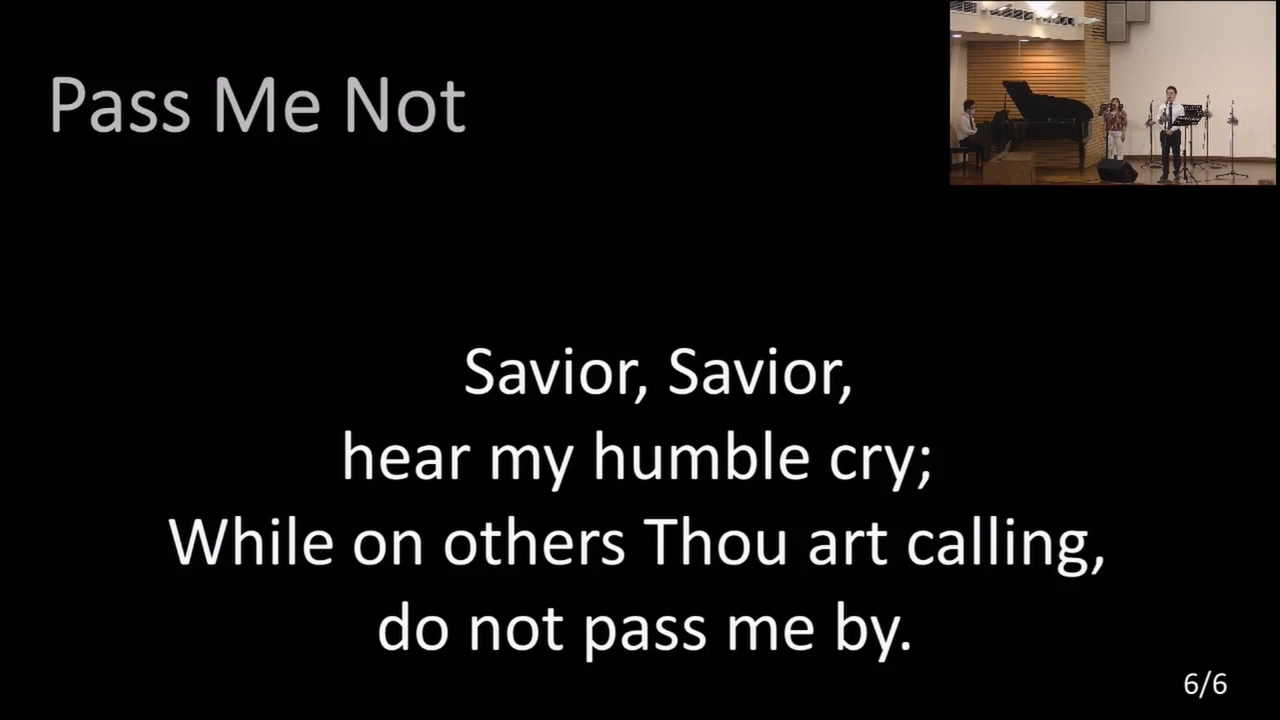 Pass Me Not
Savior, Savior,
hear my humble cry;
While on others Thou art calling,
do not pass me by.
6/6